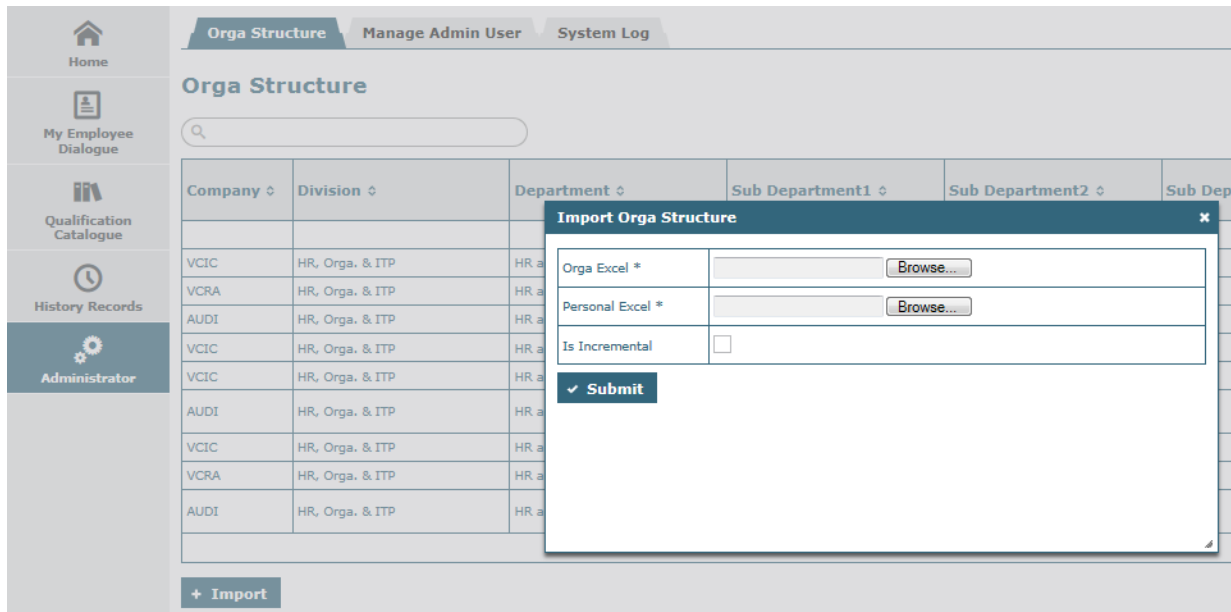 Home
My Employee
Dialogue
Qualification
Catalogue
History Records
Administrator
Orga Structure
Manage Admin User
System Log
Orga Structure
Company
Division
Department
Sub Department1
Sub Department2
Sub Dep
VCIC
HR, Orga. & ITP
HR a
VCRA
HR, Orga. & ITP
HR a
AUDI
HR, Orga. & ITP
HR a
VCIC
HR, Orga. & ITP
HR a
VCIC
HR, Orga. & ITP
HR a
AUDI
HR, Orga. & ITP
HR a
VCIC
HR, Orga. & ITP
HR a
VCRA
HR, Orga. & ITP
HR a
AUDI
HR, Orga. & ITP
HR a
+ Import
Import Orga Structure
Orga Excel *
Browse...
Personal Excel *
Browse...
Is Incremental
Submit